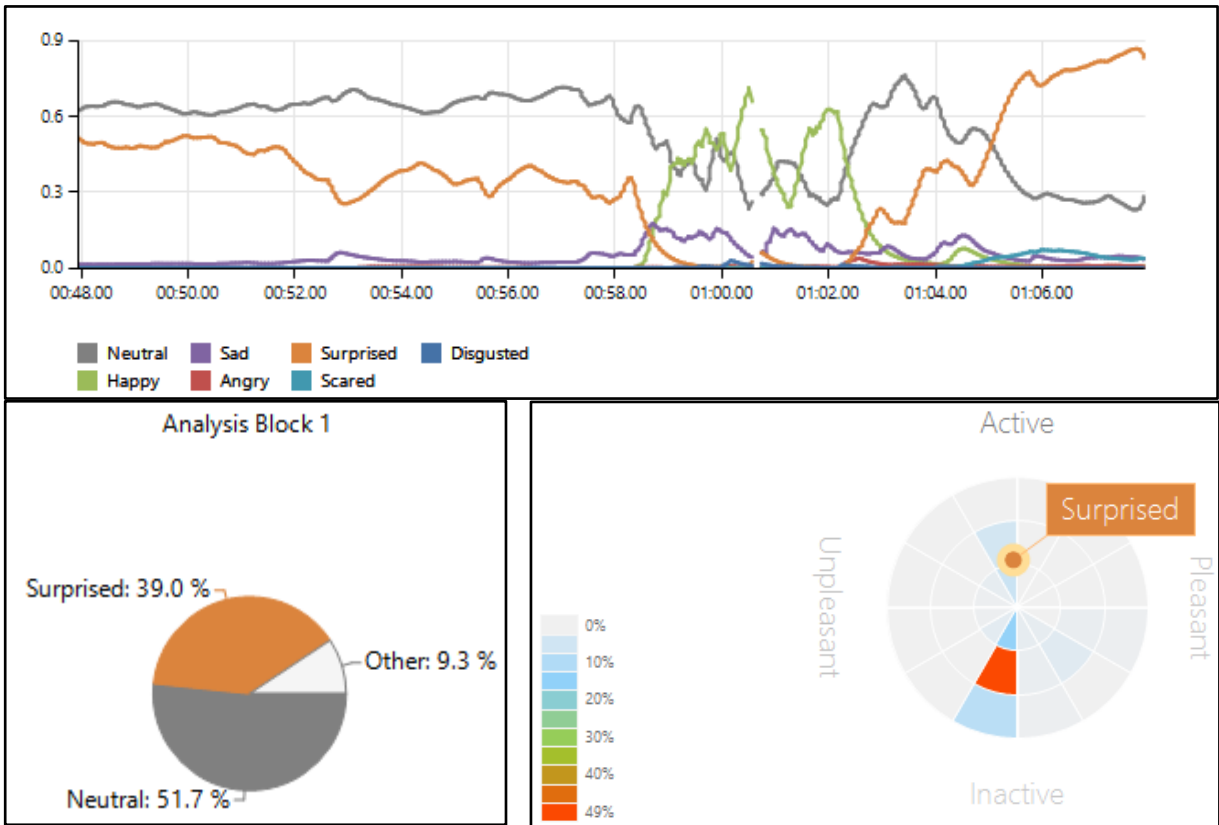 0.9
0.6
0.3
0.0
00:48.00 00:50.00 00:52.00 00:54.00 00:56.00 00:58.00 01:00.00 01:02.00 01:04.00 01:06.00
Neutral Sad Surprised Disgusted
Happy Angry Scared
Analysis Block 1
Surprised: 39.0 %
Other: 9.3 %
Neutral: 51.7 %
Active
Surprised
Unpleasant
Pleasant
Inactive
0%
10%
20%
30%
40%
49%